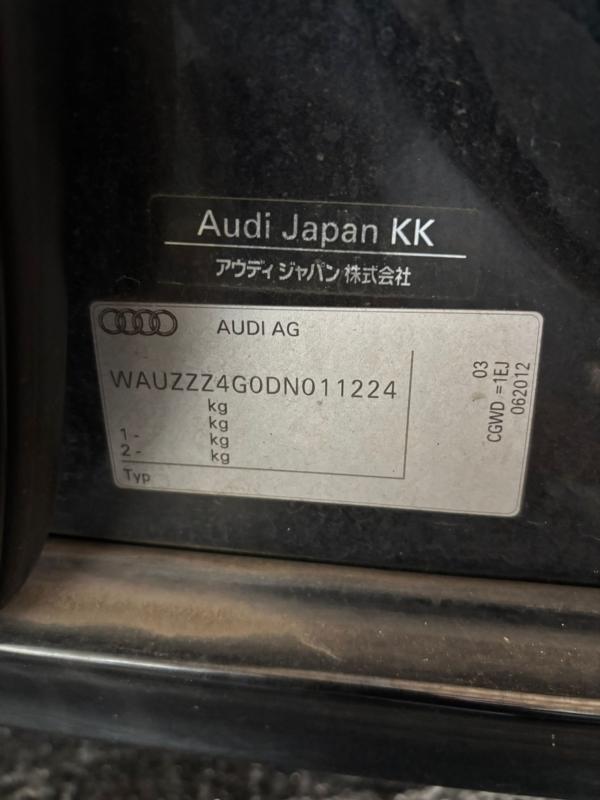 Audi Japan KK
アウディ ジャパン 株式会社
AUDI AG
WAUZZZ4G0DN011224
kg
kg
1 - kg
2 - kg
Typ
03
CGWD =1EJ
062012